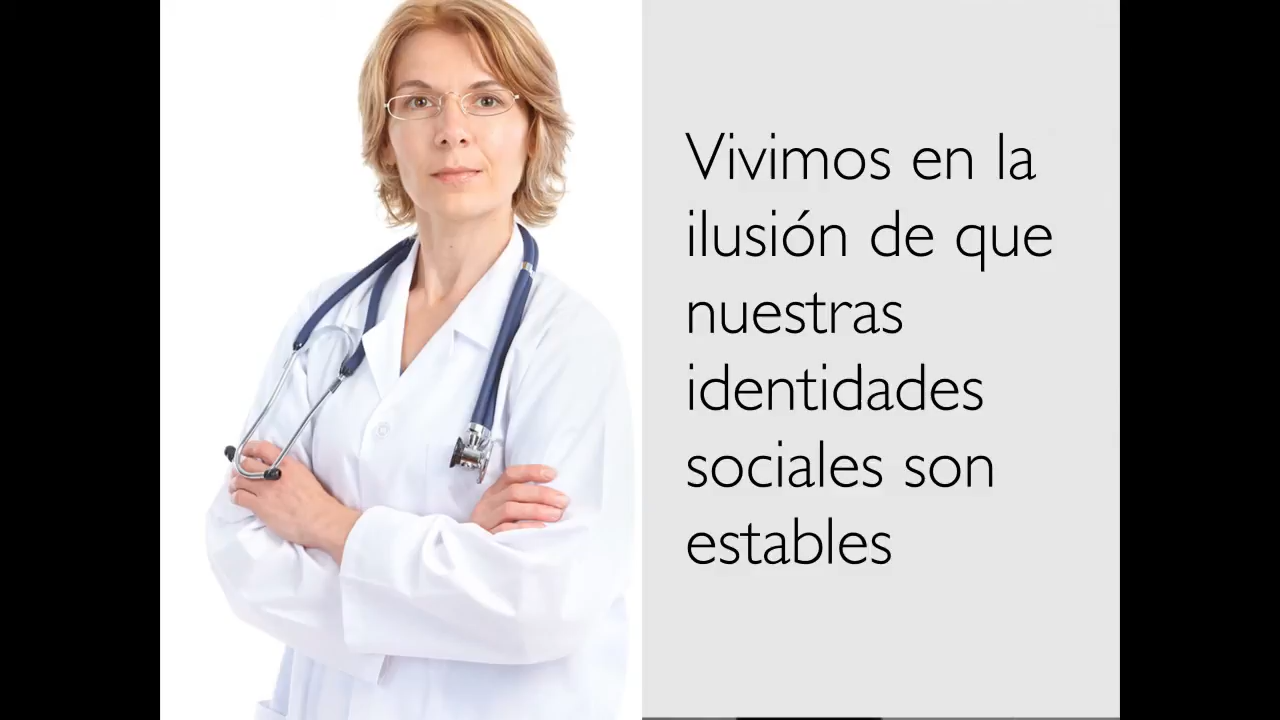 Vivimos en la
ilusión de que
nuestras
identidades
sociales son
estables